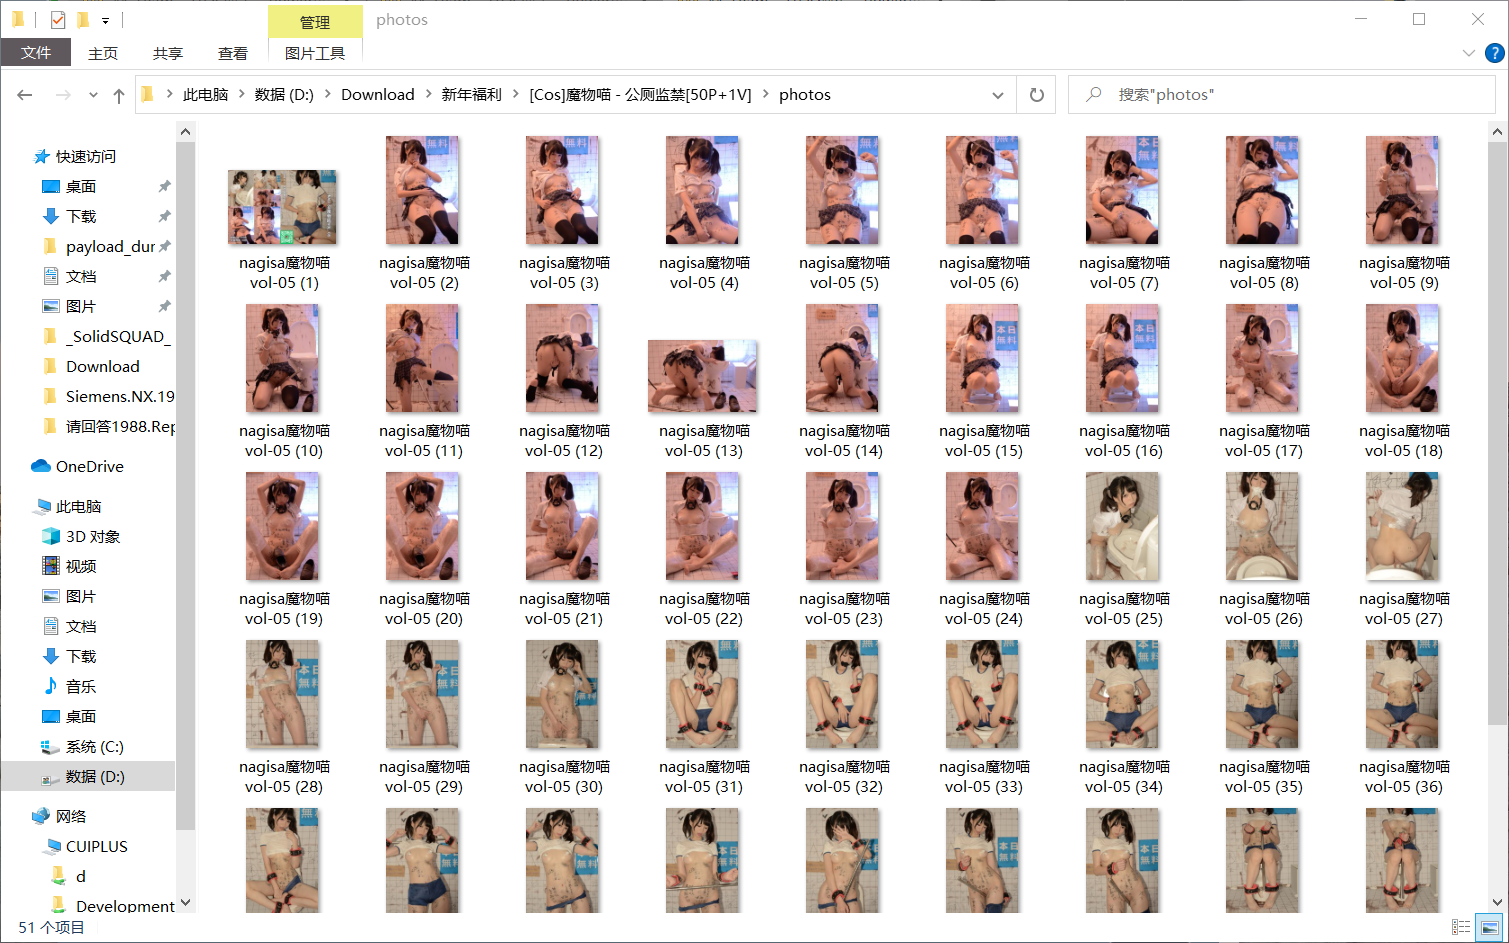 管理
photos
文件
主页
共享
查看
图片工具
此电脑
数据 (D:)
Download
新年福利
[Cos]魔物喵 - 公厕监禁[50P+1V]
photos
搜索"photos"
快速访问
桌面
下载
payload_dur
文档
图片
_SolidSQUAD_
Download
Siemens.NX.19
请回答1988.Rep
OneDrive
此电脑
3D 对象
视频
图片
文档
下载
音乐
桌面
系统 (C:)
数据 (D:)
网络
CUIPLUS
d
Development
nagisa魔物喵
vol-05 (1)
nagisa魔物喵
vol-05 (2)
nagisa魔物喵
vol-05 (3)
nagisa魔物喵
vol-05 (4)
nagisa魔物喵
vol-05 (5)
nagisa魔物喵
vol-05 (6)
nagisa魔物喵
vol-05 (7)
nagisa魔物喵
vol-05 (8)
nagisa魔物喵
vol-05 (9)
nagisa魔物喵
vol-05 (10)
nagisa魔物喵
vol-05 (11)
nagisa魔物喵
vol-05 (12)
nagisa魔物喵
vol-05 (13)
nagisa魔物喵
vol-05 (14)
nagisa魔物喵
vol-05 (15)
nagisa魔物喵
vol-05 (16)
nagisa魔物喵
vol-05 (17)
nagisa魔物喵
vol-05 (18)
nagisa魔物喵
vol-05 (19)
nagisa魔物喵
vol-05 (20)
nagisa魔物喵
vol-05 (21)
nagisa魔物喵
vol-05 (22)
nagisa魔物喵
vol-05 (23)
nagisa魔物喵
vol-05 (24)
nagisa魔物喵
vol-05 (25)
nagisa魔物喵
vol-05 (26)
nagisa魔物喵
vol-05 (27)
nagisa魔物喵
vol-05 (28)
nagisa魔物喵
vol-05 (29)
nagisa魔物喵
vol-05 (30)
nagisa魔物喵
vol-05 (31)
nagisa魔物喵
vol-05 (32)
nagisa魔物喵
vol-05 (33)
nagisa魔物喵
vol-05 (34)
nagisa魔物喵
vol-05 (35)
nagisa魔物喵
vol-05 (36)
51 个项目